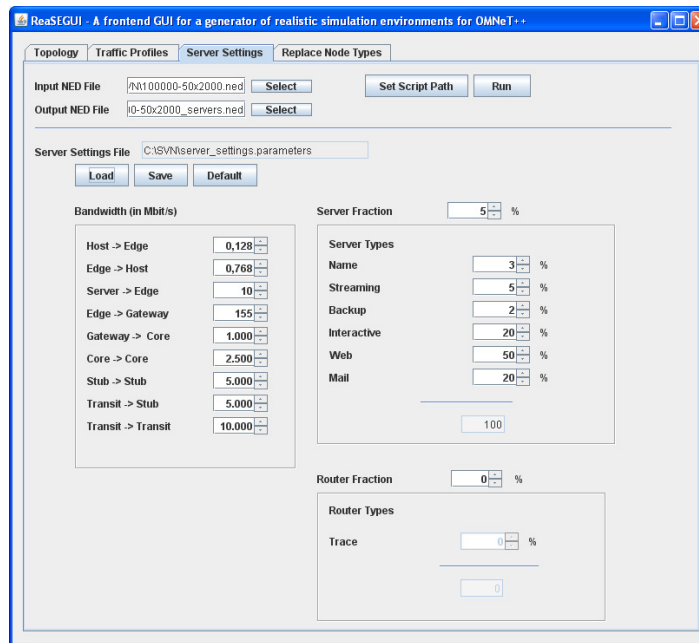 ReaSEGUI - A frontend GUI for a generator of realistic simulation environments for OMNeT++
Topology Traffic Profiles Server Settings Replace Node Types
Input NED File /N\100000-50x2000.ned Select Set Script Path Run
Output NED File 0-50x2000_servers.ned Select
Server Settings File C:\SVN\server_settings.parameters
Load Save Default
Bandwidth (in Mbit/s)
Host -> Edge 0,128
Edge -> Host 0,768
Server -> Edge 10
Edge -> Gateway 155
Gateway -> Core 1.000
Core -> Core 2.500
Stub -> Stub 5.000
Transit -> Stub 5.000
Transit -> Transit 10.000
Server Fraction 5 %
Server Types
Name 3 %
Streaming 5 %
Backup 2 %
Interactive 20 %
Web 50 %
Mail 20 %
100
Router Fraction 0 %
Router Types
Trace 0 %
0